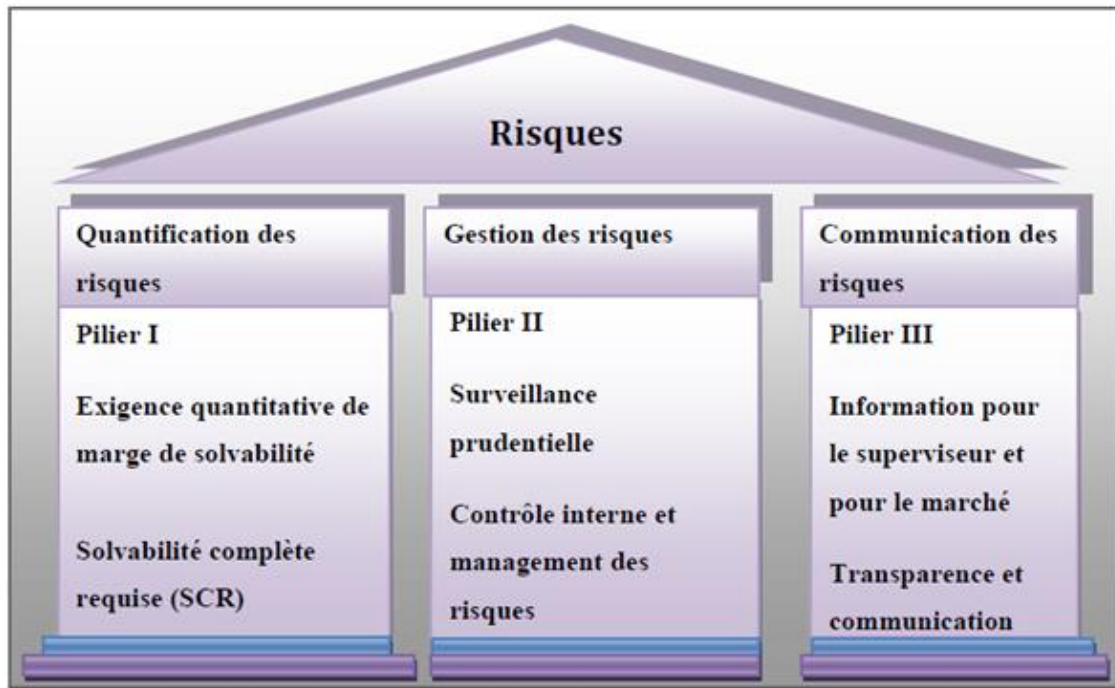 Risques
Quantification des
risques
Pilier I
Exigence quantitative de
marge de solvabilité
Solvabilité complète
requise (SCR)
Gestion des risques
Pilier II
Surveillance
prudentielle
Contrôle interne et
management des
risques
Communication des
risques
Pilier III
Information pour
le superviseur et
pour le marché
Transparence et
communication